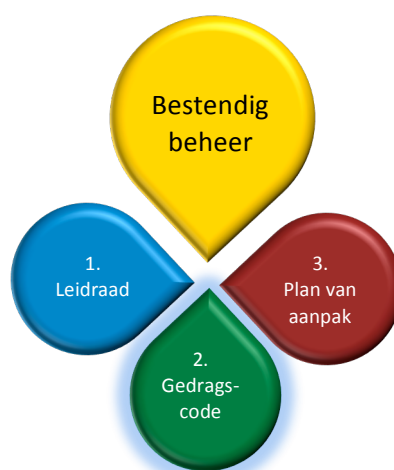 Bestendig
beheer
1.
Leidraad
3.
Plan van
aanpak
2.
Gedrags-
code